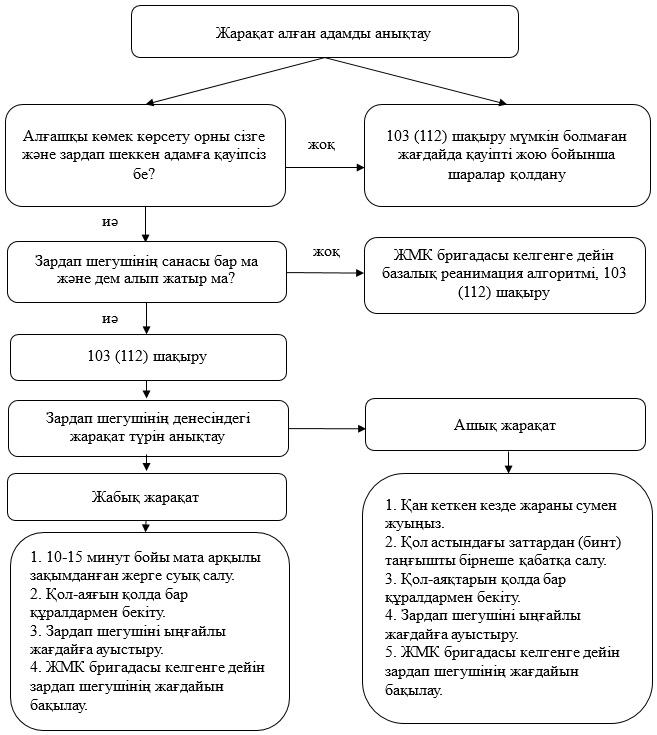 Жарақат алған адамды анықтау
Алғашқы көмек көрсету орны сізге
және зардап шеккен адамға қауіпсіз
бе?
жоқ
103 (112) шақыру мүмкін болмаған
жағдайда қауіпті жою бойынша
шаралар қолдану
иә
Зардап шегушінің санасы бар ма
және дем алып жатыр ма?
жоқ
ЖМК бригадасы келгенге дейін
базалық реанимация алгоритмі, 103
(112) шақыру
иә
103 (112) шақыру
Зардап шегушінің денесіндегі
жарақат түрін анықтау
Ашық жарақат
Жабық жарақат
1. 10-15 минут бойы мата арқылы
зақымданған жерге суық салу.
2. Қол-аяғын қолда бар
құралдармен бекіту.
3. Зардап шегушіні ыңғайлы
жағдайға ауыстыру.
4. ЖМК бригадасы келгенге дейін
зардап шегушінің жағдайын
бақылау.
1. Қан кеткен кезде жараны сумен
жуыңыз.
2. Қол астындағы заттардан (бинт)
таңғышты бірнеше қабатқа салу.
3. Қол-аяқтарын қолда бар
құралдармен бекіту.
4. Зардап шегушіні ыңғайлы
жағдайға ауыстыру.
5. ЖМК бригадасы келгенге дейін
зардап шегушінің жағдайын
бақылау.